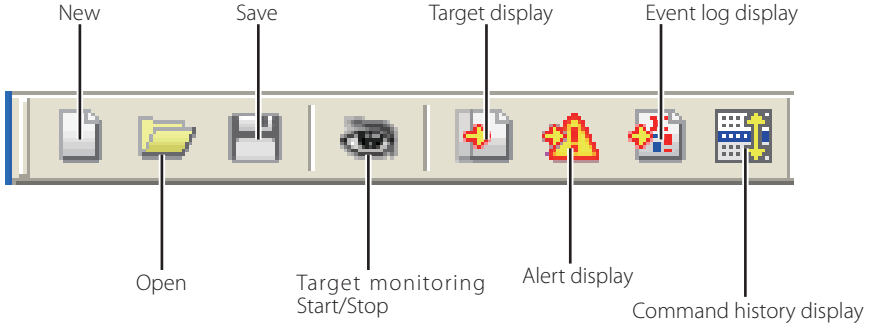 New
Save
Target display
Event log display
Open
Target monitoring
Start/Stop
Alert display
Command history display